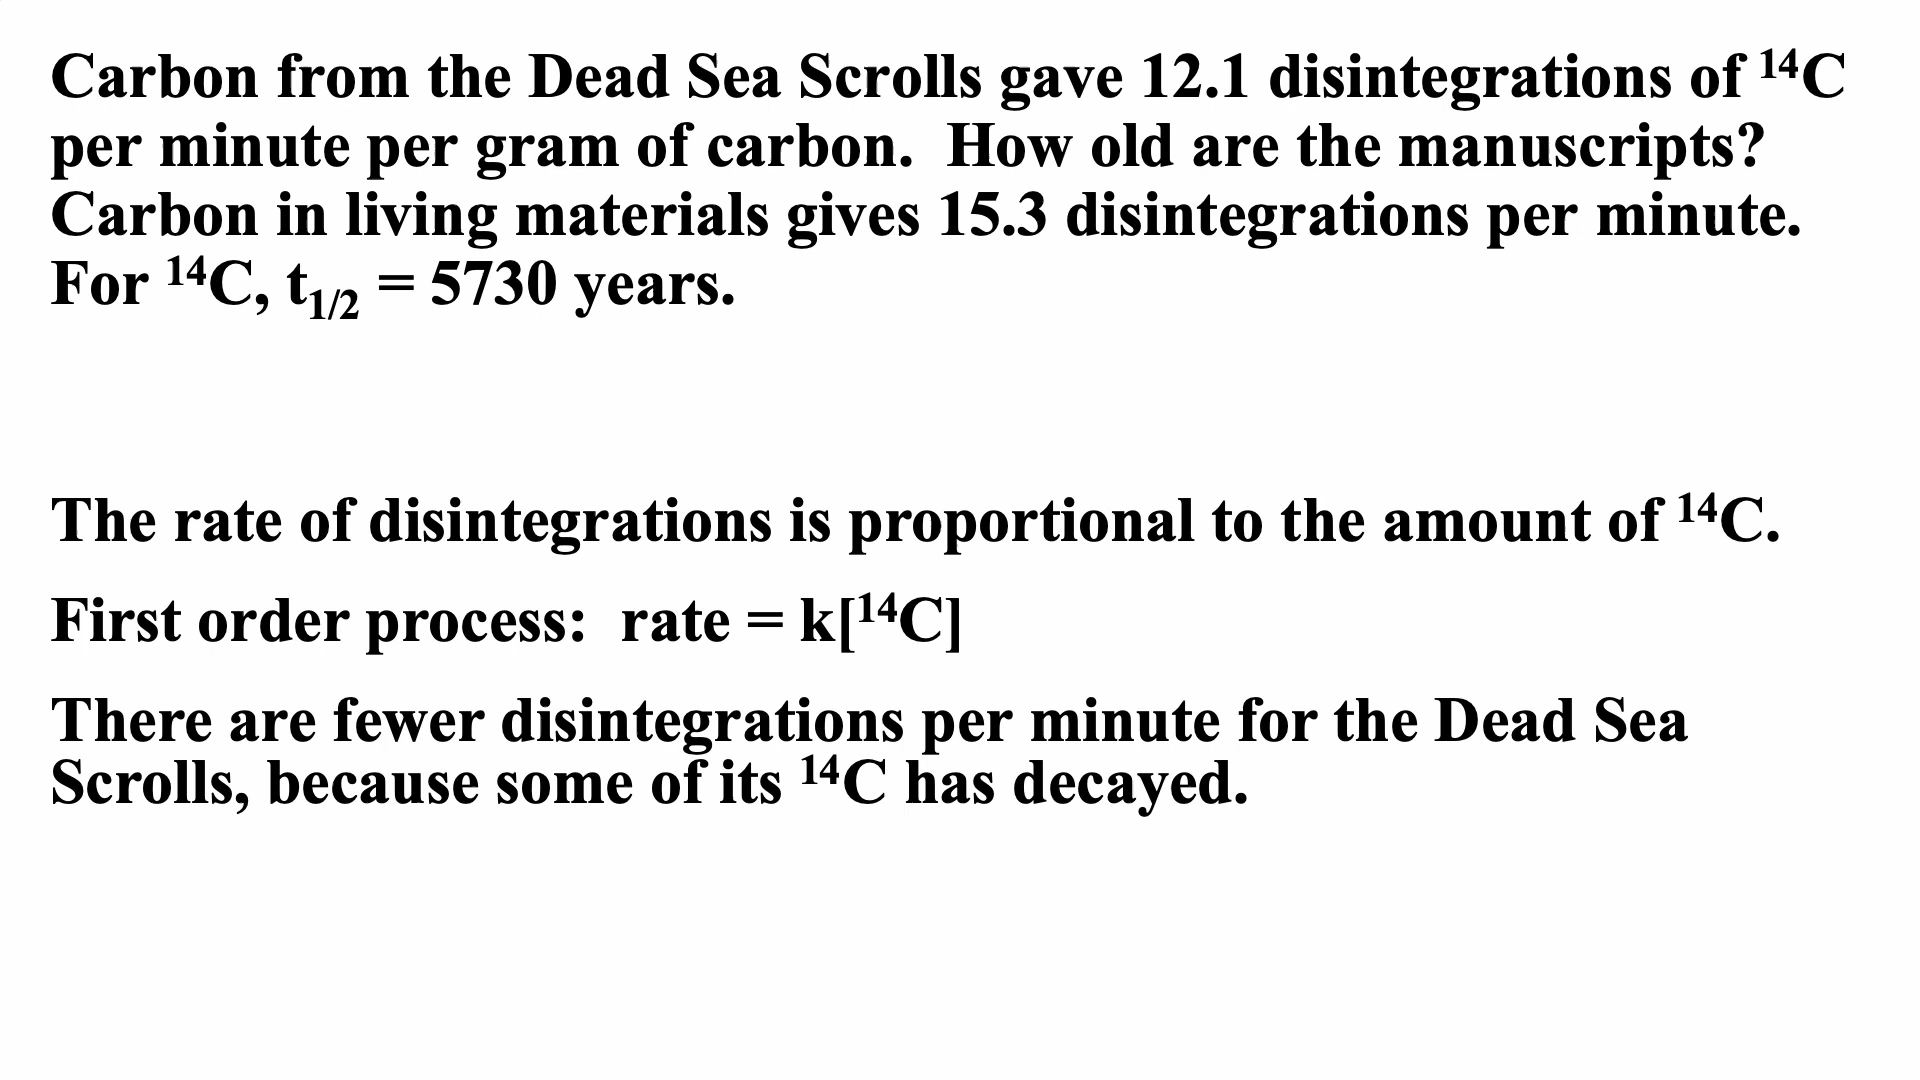 Carbon from the Dead Sea Scrolls gave 12.1 disintegrations of ¹⁴C
per minute per gram of carbon.  How old are the manuscripts?
Carbon in living materials gives 15.3 disintegrations per minute.
For ¹⁴C, t₁/₂ = 5730 years.
The rate of disintegrations is proportional to the amount of ¹⁴C.
First order process:  rate = k[¹⁴C]
There are fewer disintegrations per minute for the Dead Sea
Scrolls, because some of its ¹⁴C has decayed.